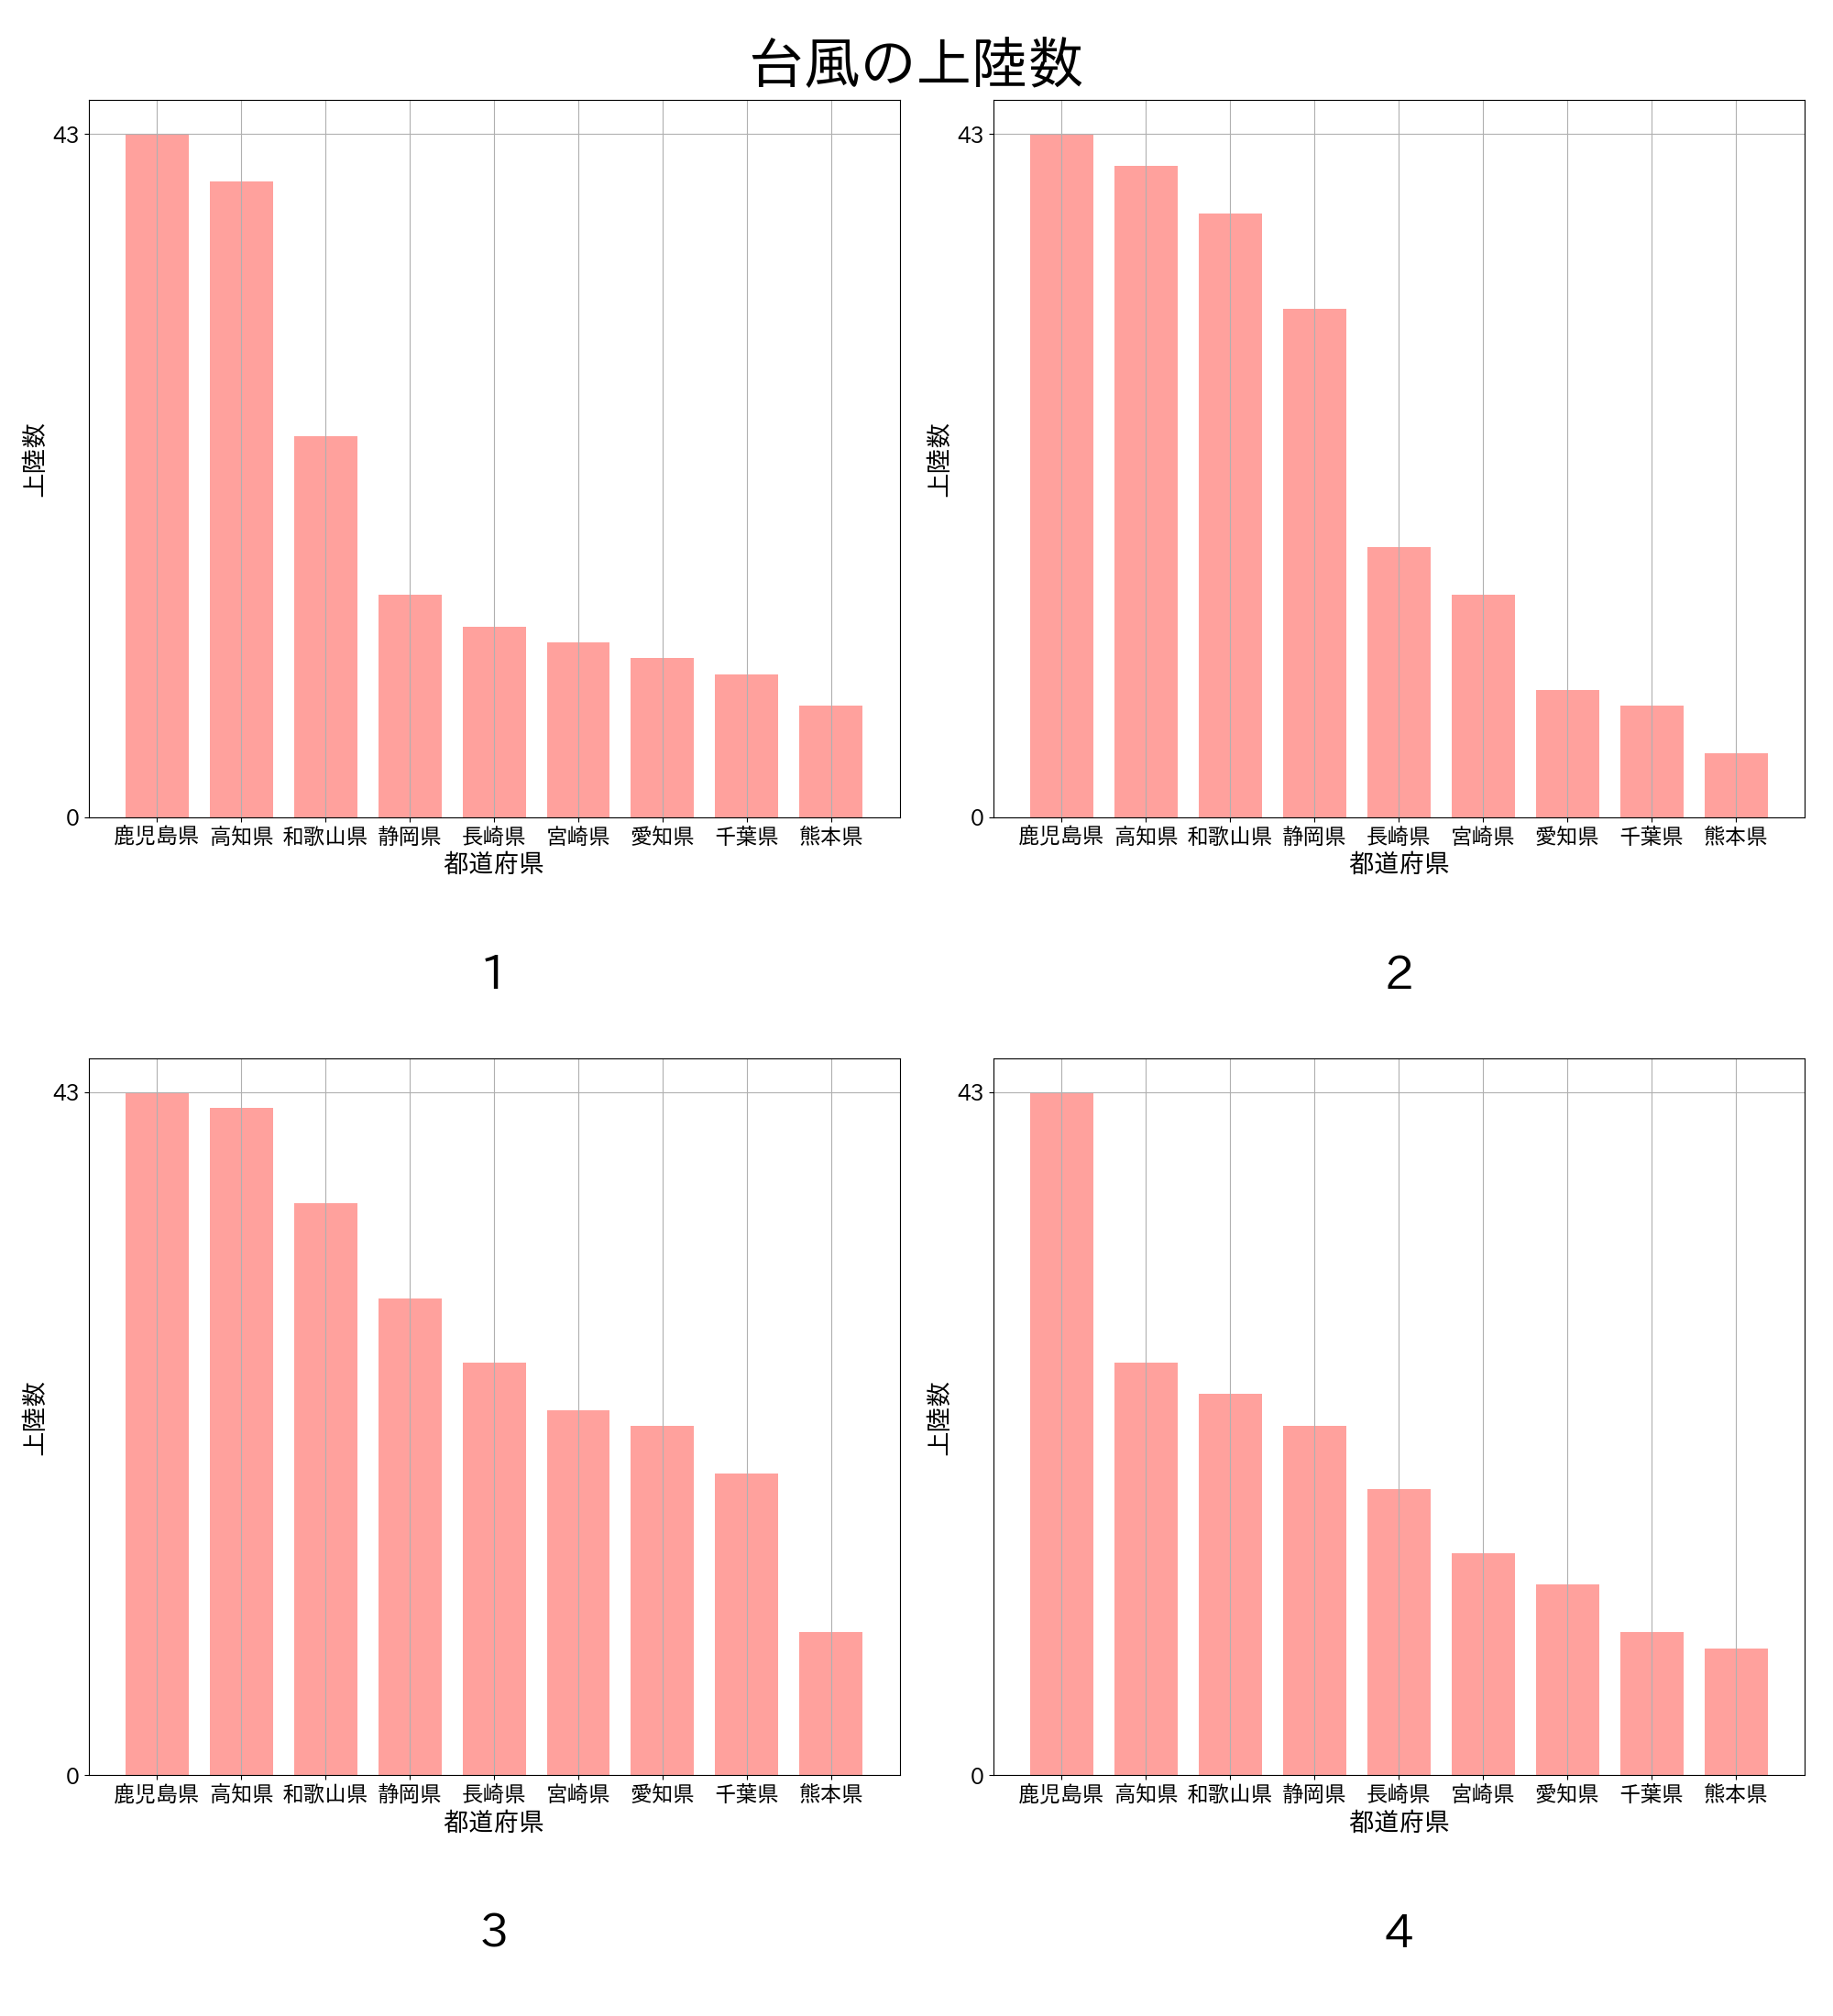 台風の上陸数
43
0
上陸数
鹿児島県 高知県 和歌山県 静岡県 長崎県 宮崎県 愛知県 千葉県 熊本県
都道府県
1
43
0
上陸数
鹿児島県 高知県 和歌山県 静岡県 長崎県 宮崎県 愛知県 千葉県 熊本県
都道府県
2
43
0
上陸数
鹿児島県 高知県 和歌山県 静岡県 長崎県 宮崎県 愛知県 千葉県 熊本県
都道府県
3
43
0
上陸数
鹿児島県 高知県 和歌山県 静岡県 長崎県 宮崎県 愛知県 千葉県 熊本県
都道府県
4